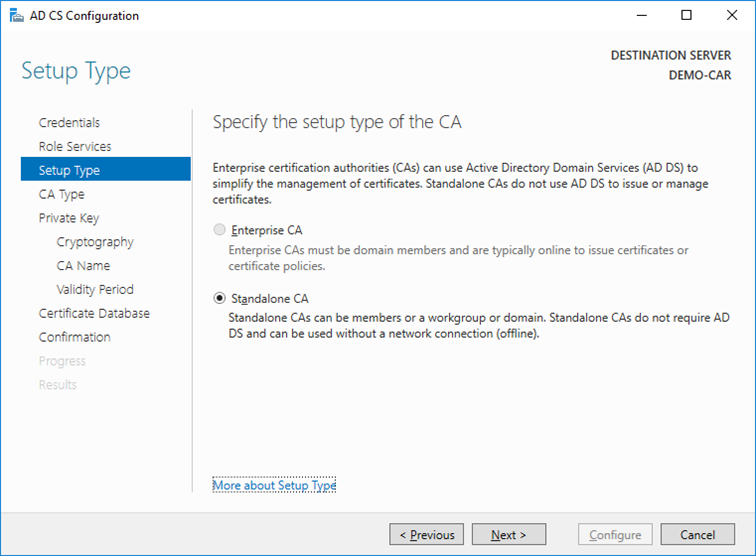 AD CS Configuration
Setup Type
DESTINATION SERVER
DEMO-CAR
Credentials
Role Services
Setup Type
CA Type
Private Key
Cryptography
CA Name
Validity Period
Certificate Database
Confirmation
Progress
Results
Specify the setup type of the CA
Enterprise certification authorities (CAs) can use Active Directory Domain Services (AD DS) to
simplify the management of certificates. Standalone CAs do not use AD DS to issue or manage
certificates.
Enterprise CA
Enterprise CAs must be domain members and are typically online to issue certificates or
certificate policies.
Standalone CA
Standalone CAs can be members or a workgroup or domain. Standalone CAs do not require AD
DS and can be used without a network connection (offline).
More about Setup Type
< Previous
Next >
Configure
Cancel